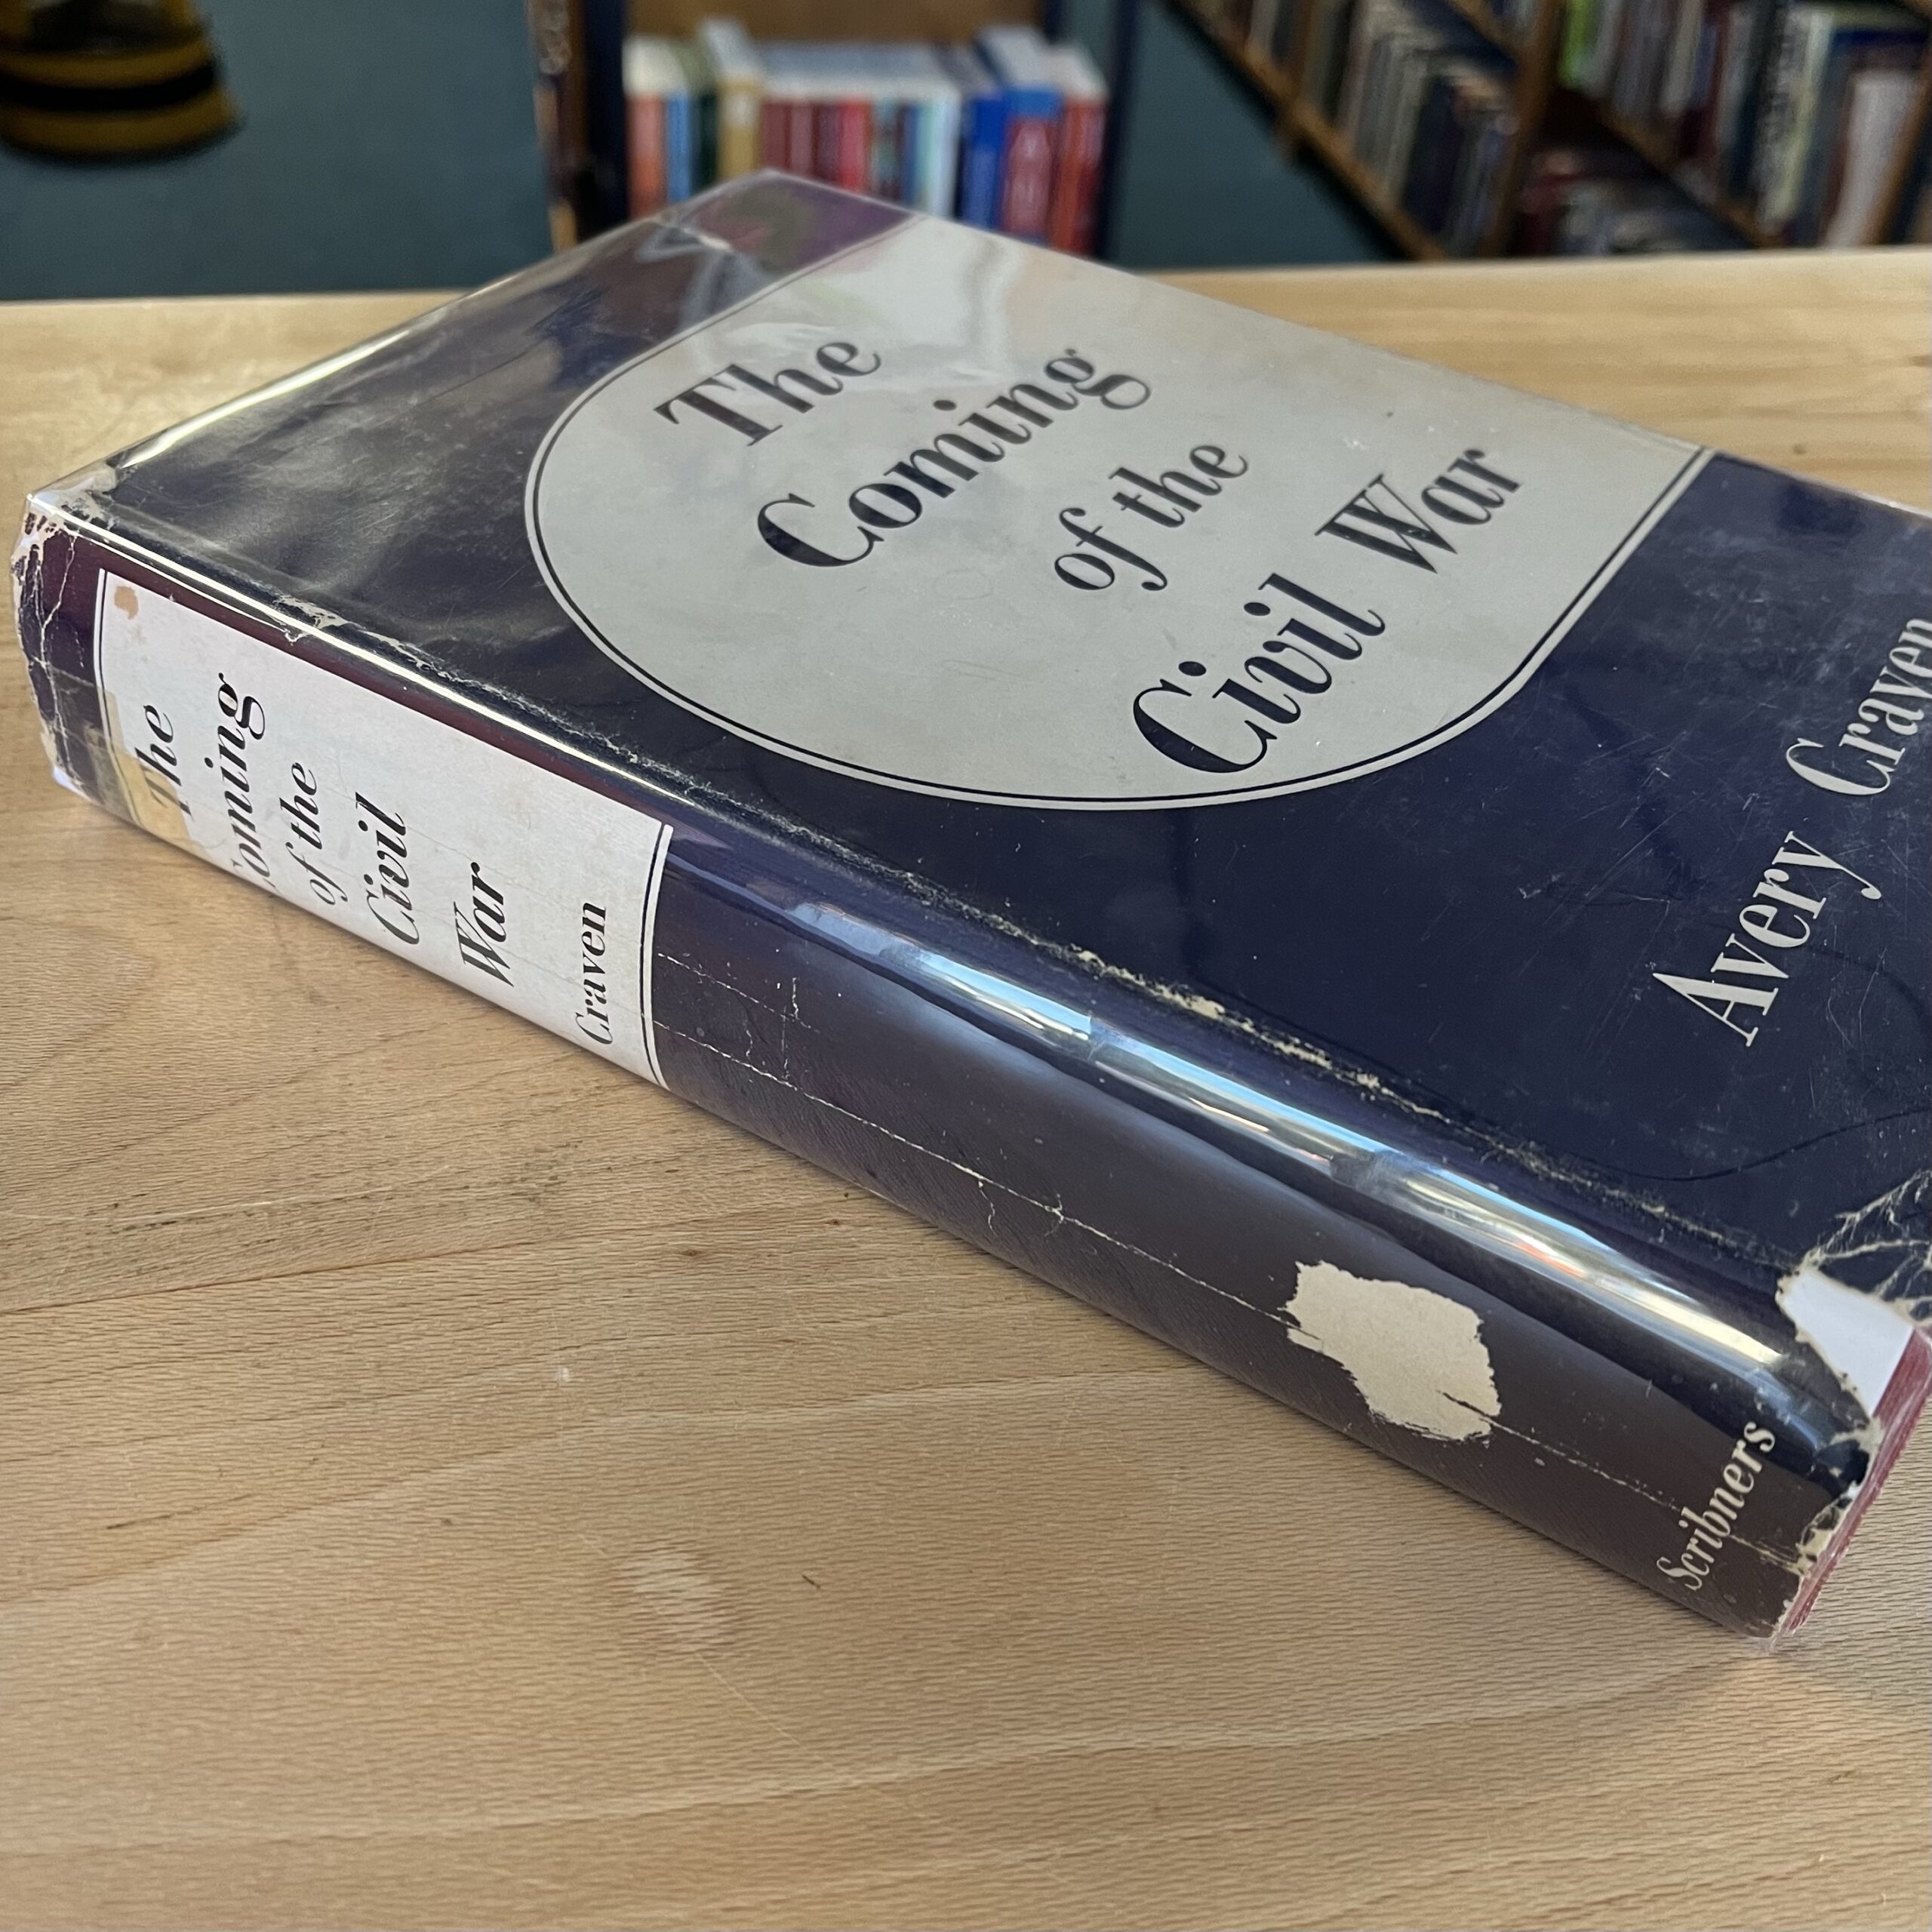 The
Coming
of the
Civil War
Avery Craven
The
Coming
of the
Civil
War
Craven
Scribners